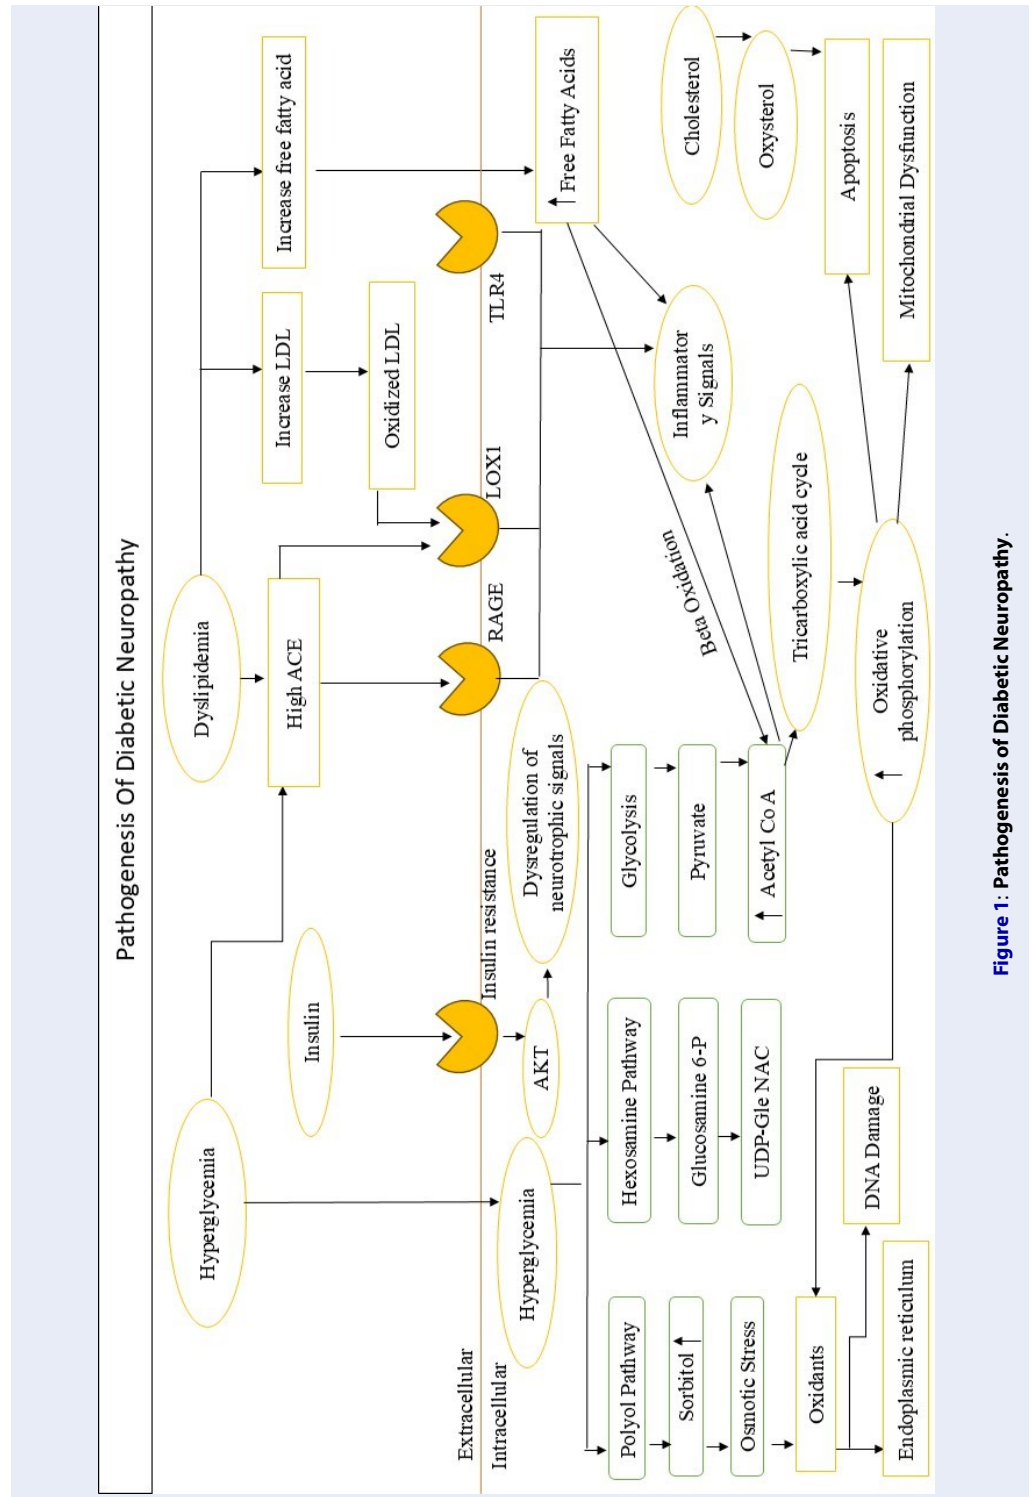 Pathogenesis Of Diabetic Neuropathy
Hyperglycemia
Dyslipidemia
Insulin
High ACE
Increase LDL
Increase free fatty acid
Oxidized LDL
Extracellular
Intracellular
Insulin resistance
RAGE
LOX1
TLR4
Hyperglycemia
AKT
Dysregulation of
neurotrophic signals
Free Fatty Acids
Polyol Pathway
Hexosamine Pathway
Glycolysis
Beta Oxidation
Inflammator
y Signals
Cholesterol
Sorbitol
Glucosamine 6-P
Pyruvate
Oxysterol
Osmotic Stress
UDP-Gle NAC
Acetyl Co A
Tricarboxylic acid cycle
Oxidants
DNA Damage
Oxidative
phosphorylation
Apoptosis
Endoplasmic reticulum
Mitochondrial Dysfunction
Figure 1: Pathogenesis of Diabetic Neuropathy.